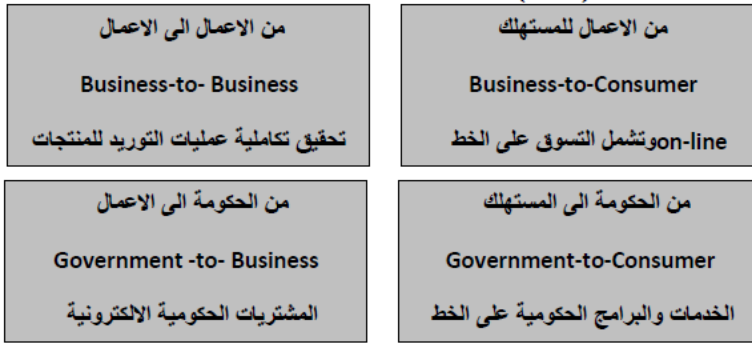 من الاعمال للمستهلك
Business-to-Consumer
وتشمل التسوق على الخط on-line
من الاعمال الى الاعمال
Business-to- Business
تحقيق تكاملية عمليات التوريد للمنتجات
من الحكومة الى المستهلك
Government-to-Consumer
الخدمات والبرامج الحكومية على الخط
من الحكومة الى الاعمال
Government -to- Business
المشتريات الحكومية الالكترونية